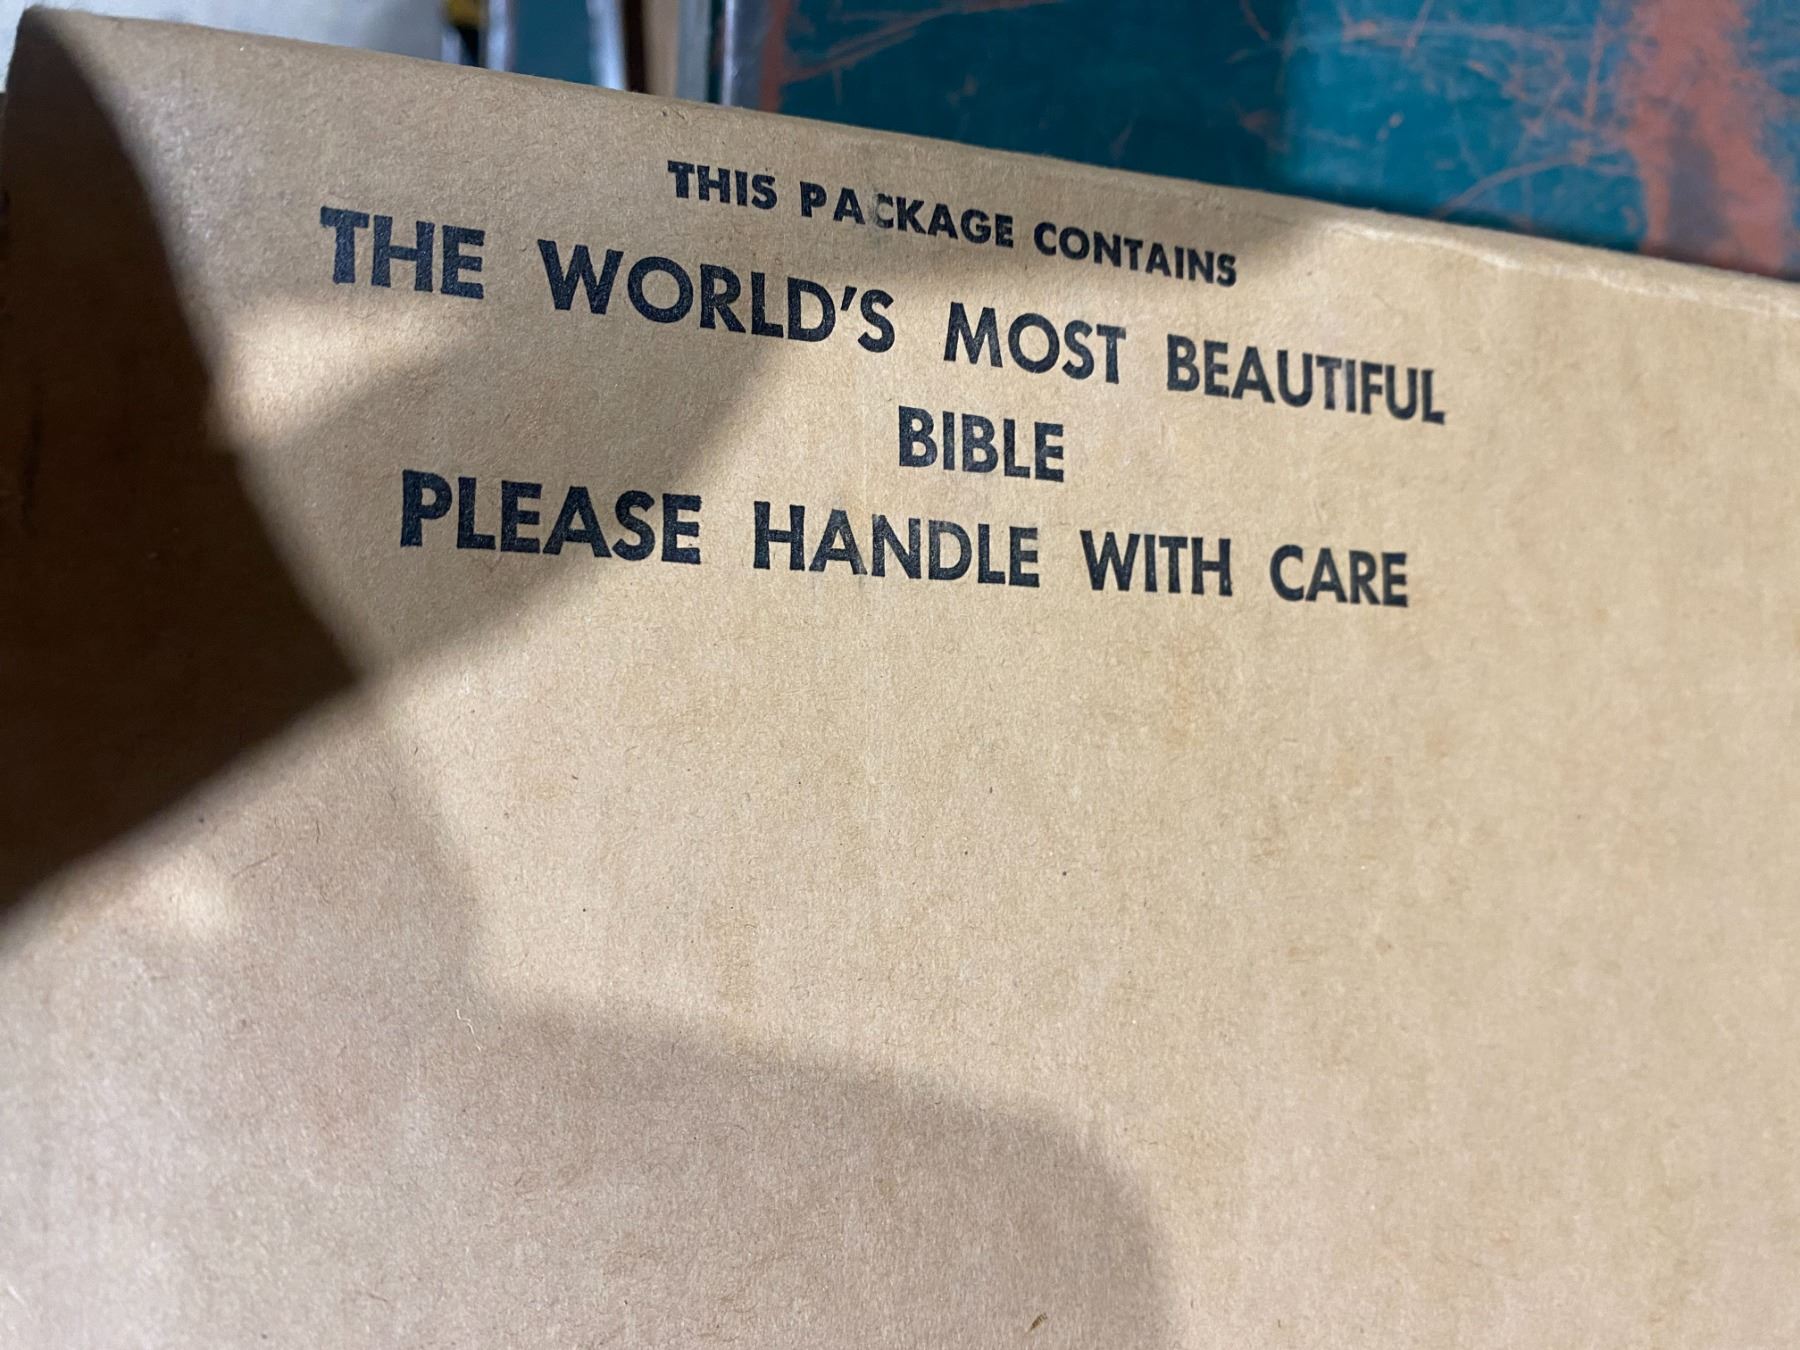 THIS PACKAGE CONTAINS
THE WORLD'S MOST BEAUTIFUL
BIBLE
PLEASE HANDLE WITH CARE